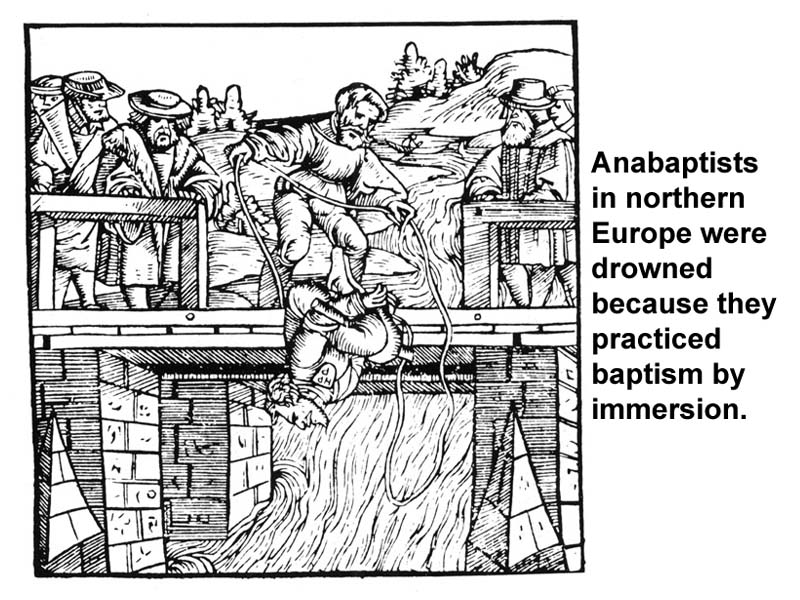 Anabaptists
in northern
Europe were
drowned
because they
practiced
baptism by
immersion.